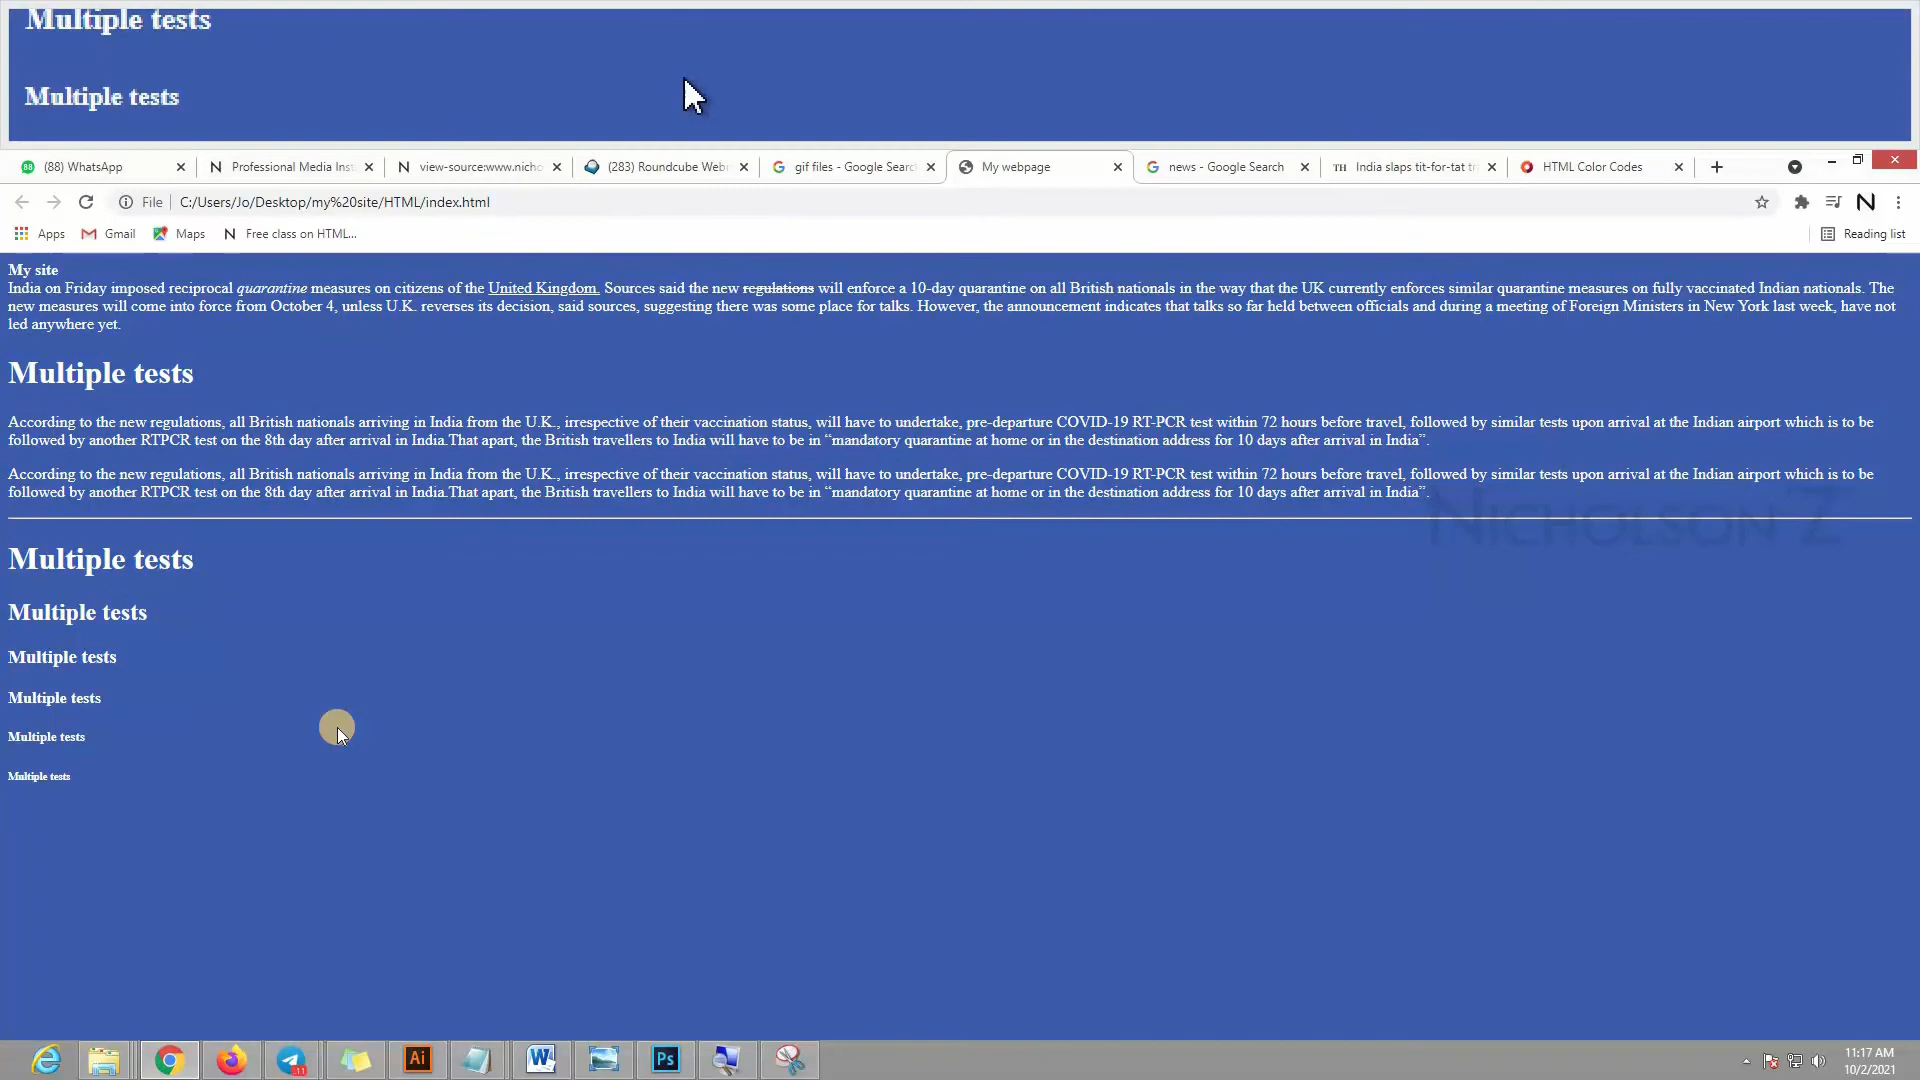 Multiple tests
Multiple tests
(88) WhatsApp
Professional Media Inst
view-source:www.nicho
(283) Roundcube Webm
gif files - Google Search
My webpage
news - Google Search
TH India slaps tit-for-tat tr
HTML Color Codes
File C:/Users/Jo/Desktop/my%20site/HTML/index.html
Apps Gmail Maps Free class on HTML... Reading list
My site
India on Friday imposed reciprocal quarantine measures on citizens of the United Kingdom. Sources said the new regulations will enforce a 10-day quarantine on all British nationals in the way that the UK currently enforces similar quarantine measures on fully vaccinated Indian nationals. The
new measures will come into force from October 4, unless U.K. reverses its decision, said sources, suggesting there was some place for talks. However, the announcement indicates that talks so far held between officials and during a meeting of Foreign Ministers in New York last week, have not
led anywhere yet.
Multiple tests
According to the new regulations, all British nationals arriving in India from the U.K., irrespective of their vaccination status, will have to undertake, pre-departure COVID-19 RT-PCR test within 72 hours before travel, followed by similar tests upon arrival at the Indian airport which is to be
followed by another RTPCR test on the 8th day after arrival in India.That apart, the British travellers to India will have to be in “mandatory quarantine at home or in the destination address for 10 days after arrival in India”.
According to the new regulations, all British nationals arriving in India from the U.K., irrespective of their vaccination status, will have to undertake, pre-departure COVID-19 RT-PCR test within 72 hours before travel, followed by similar tests upon arrival at the Indian airport which is to be
followed by another RTPCR test on the 8th day after arrival in India.That apart, the British travellers to India will have to be in “mandatory quarantine at home or in the destination address for 10 days after arrival in India”.
NICHOLSON Z
Multiple tests
Multiple tests
Multiple tests
Multiple tests
Multiple tests
Multiple tests
11:17 AM
10/2/2021